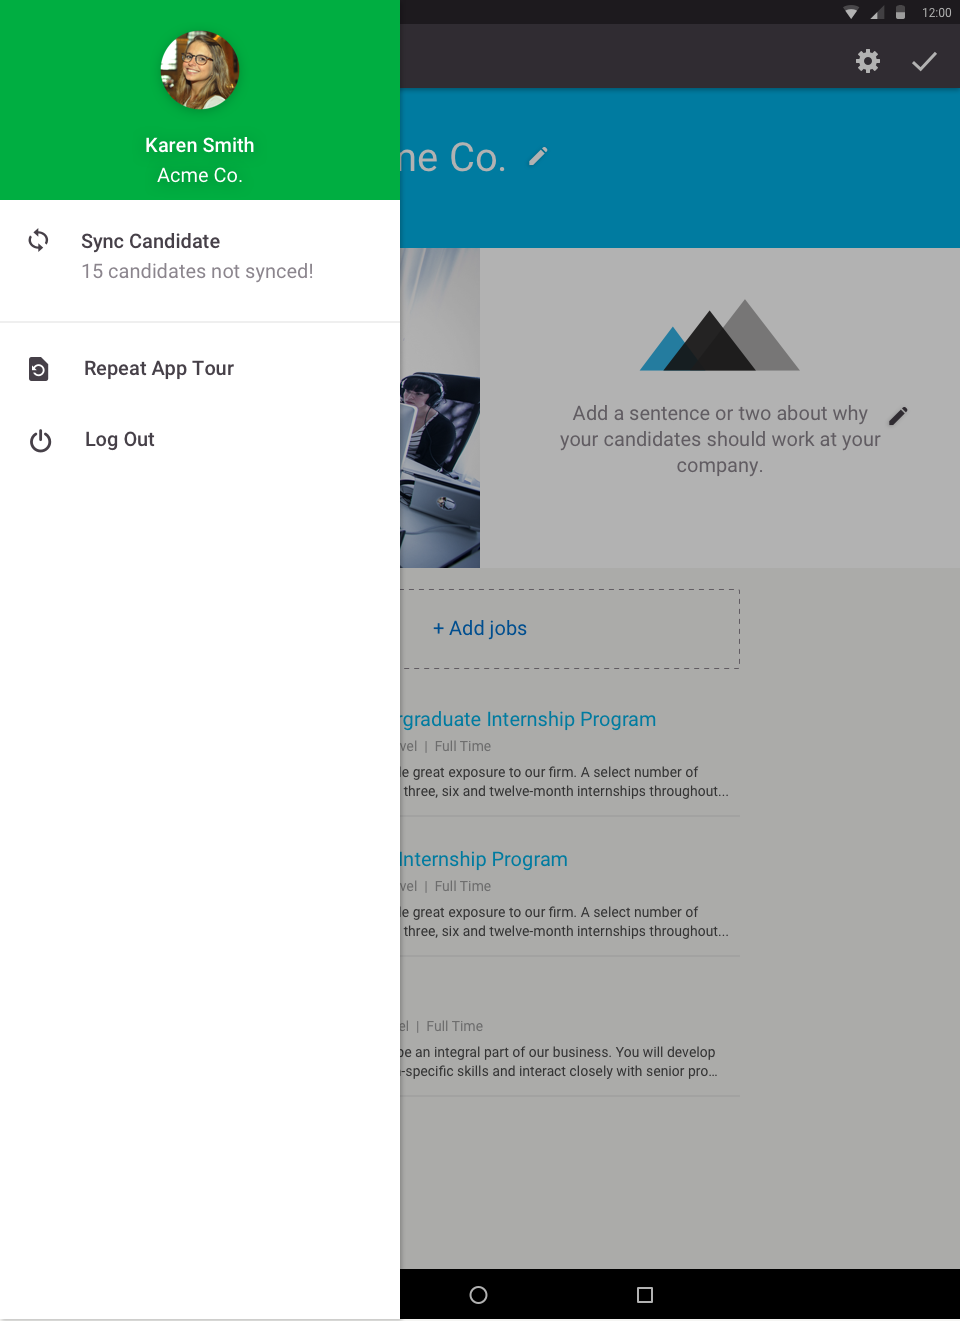 12:00
Karen Smith
Acme Co.
Sync Candidate
15 candidates not synced!
Repeat App Tour
Log Out
me Co.
Add a sentence or two about why
your candidates should work at your
company.
+ Add jobs
rgraduate Internship Program
vel | Full Time
le great exposure to our firm. A select number of
three, six and twelve-month internships throughout...
Internship Program
vel | Full Time
le great exposure to our firm. A select number of
three, six and twelve-month internships throughout...
el | Full Time
be an integral part of our business. You will develop
-specific skills and interact closely with senior pro...